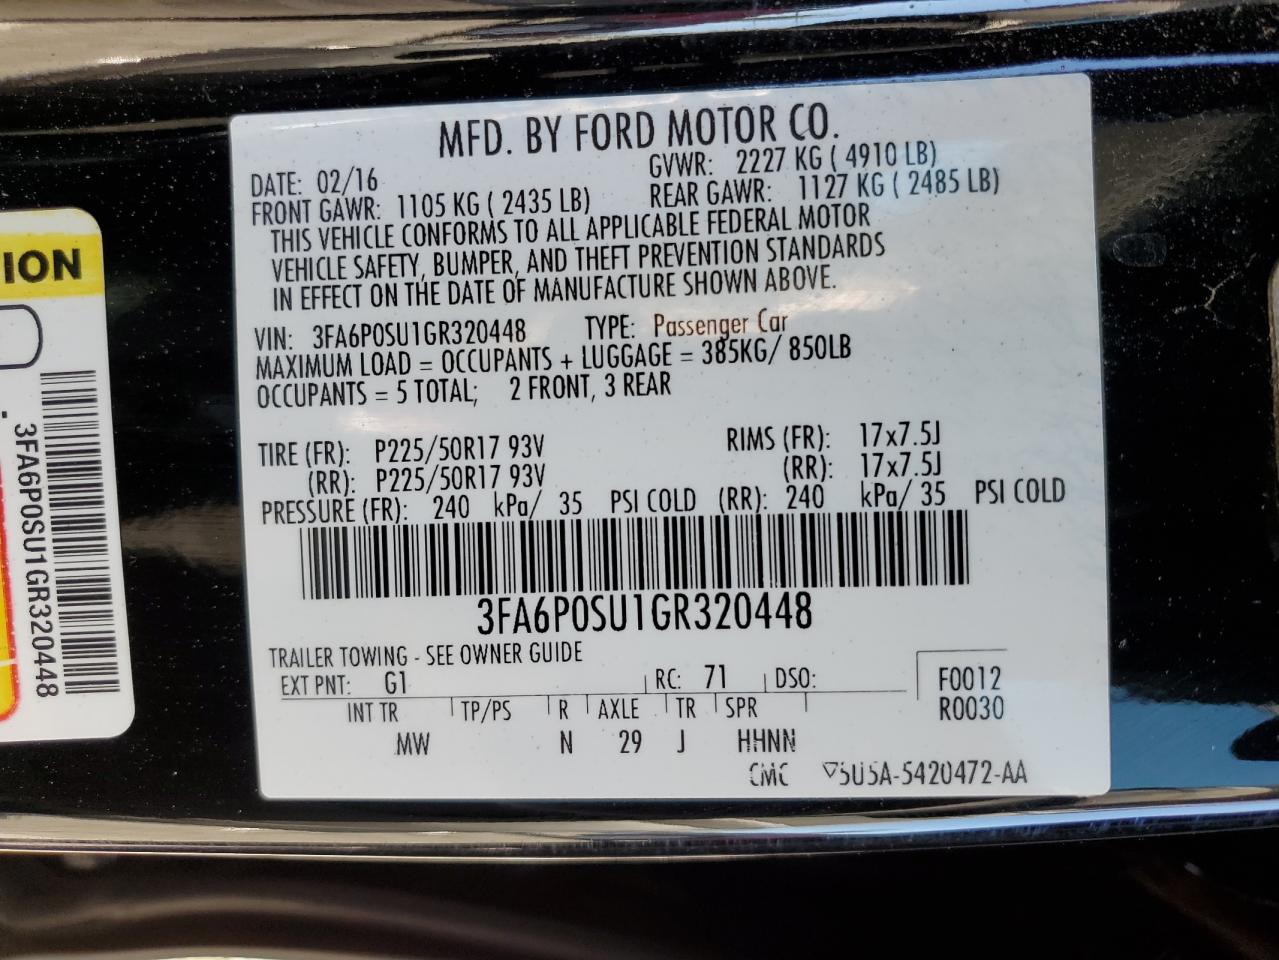 MFD. BY FORD MOTOR CO.
DATE: 02/16 GVWR: 2227 KG ( 4910 LB)
FRONT GAWR: 1105 KG ( 2435 LB) REAR GAWR: 1127 KG ( 2485 LB)
THIS VEHICLE CONFORMS TO ALL APPLICABLE FEDERAL MOTOR
VEHICLE SAFETY, BUMPER, AND THEFT PREVENTION STANDARDS
IN EFFECT ON THE DATE OF MANUFACTURE SHOWN ABOVE.
VIN: 3FA6P0SU1GR320448 TYPE: Passenger Car
MAXIMUM LOAD = OCCUPANTS + LUGGAGE = 385KG/ 850LB
OCCUPANTS = 5 TOTAL; 2 FRONT, 3 REAR
TIRE (FR): P225/50R17 93V RIMS (FR): 17x7.5J
(RR): P225/50R17 93V (RR): 17x7.5J
PRESSURE (FR): 240 kPa/ 35 PSI COLD (RR): 240 kPa/ 35 PSI COLD
3FA6P0SU1GR320448
TRAILER TOWING - SEE OWNER GUIDE
EXT PNT: G1 RC: 71 DSO: F0012
INT TR TP/PS R AXLE TR SPR R0030
MW N 29 J HHNN
CMC ▽5U5A-5420472-AA
ION
3FA6P0SU1GR320448